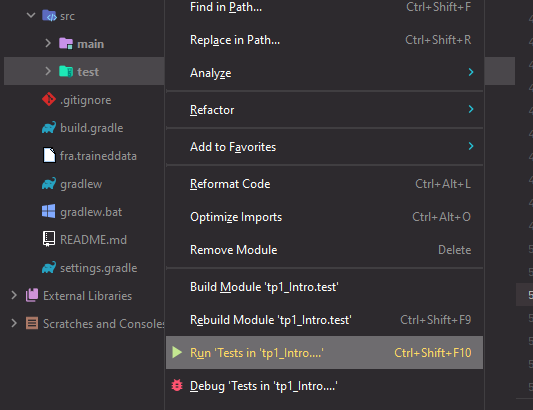 src
main
test
.gitignore
build.gradle
fra.traineddata
gradlew
gradlew.bat
README.md
settings.gradle
External Libraries
Scratches and Consoles
Find in Path... Ctrl+Shift+F
Replace in Path... Ctrl+Shift+R
Analyze
Refactor
Add to Favorites
Reformat Code Ctrl+Alt+L
Optimize Imports Ctrl+Alt+O
Remove Module Delete
Build Module 'tp1_Intro.test'
Rebuild Module 'tp1_Intro.test' Ctrl+Shift+F9
Run 'Tests in 'tp1_Intro....'' Ctrl+Shift+F10
Debug 'Tests in 'tp1_Intro....''